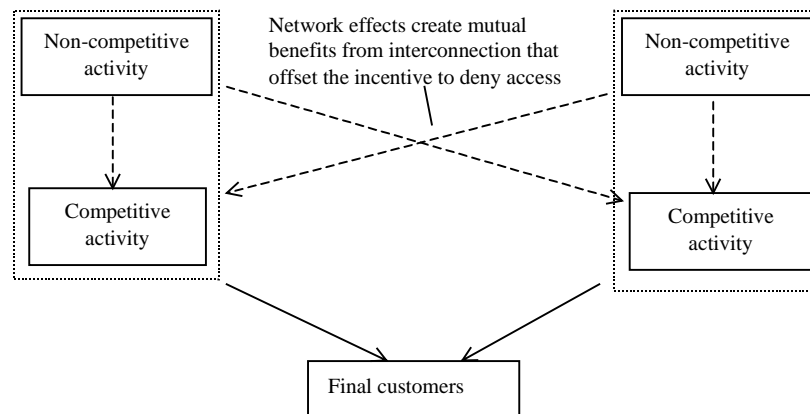 Non-competitive
activity
Network effects create mutual
benefits from interconnection that
offset the incentive to deny access
Non-competitive
activity
Competitive
activity
Competitive
activity
Final customers